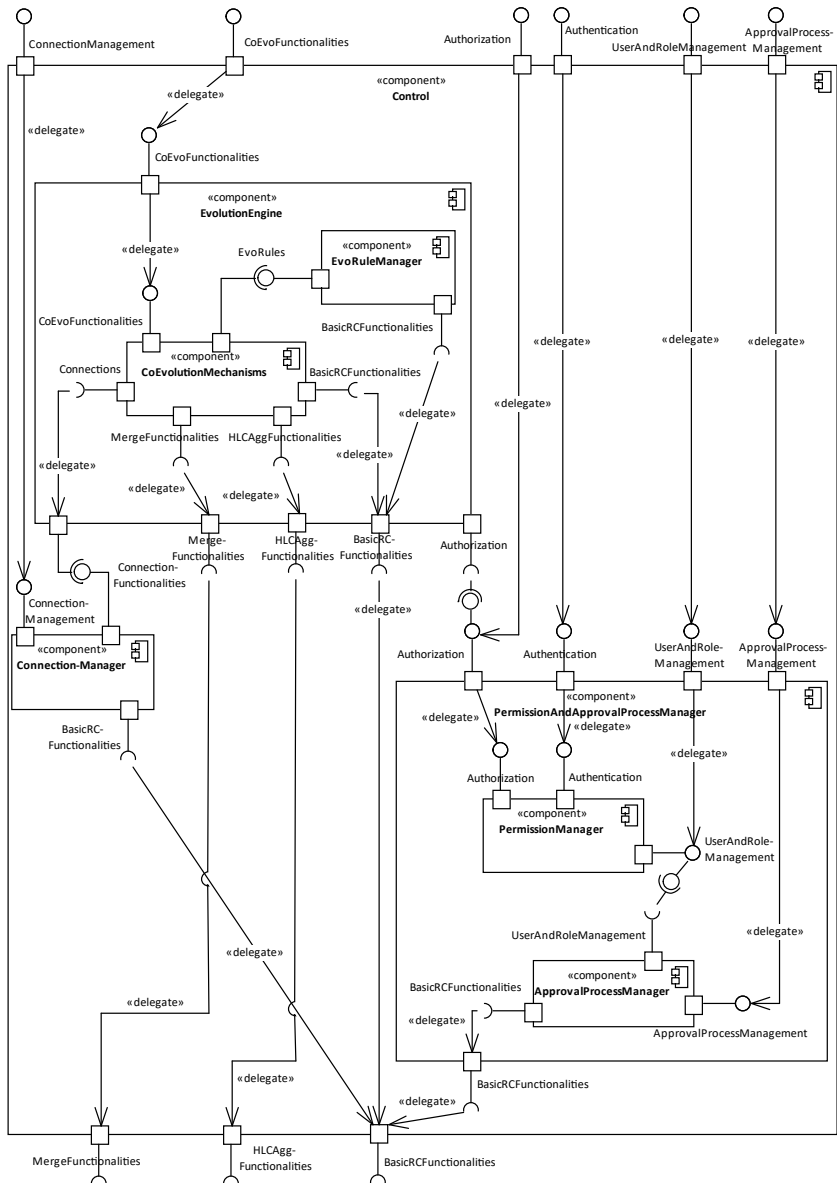 ConnectionManagement
CoEvoFunctionalities
Authorization
Authentication
UserAndRoleManagement
ApprovalProcess-
Management
«component»
Control
«delegate»
«delegate»
CoEvoFunctionalities
«component»
EvolutionEngine
«delegate»
EvoRules
«component»
EvoRuleManager
CoEvoFunctionalities
BasicRCFunctionalities
«delegate»
«delegate»
«delegate»
«component»
CoEvolutionMechanisms
Connections
BasicRCFunctionalities
«delegate»
«delegate»
MergeFunctionalities
HLCAggFunctionalities
«delegate»
«delegate»
«delegate»
«delegate»
Merge-
Functionalities
HLCAgg-
Functionalities
BasicRC-
Functionalities
Authorization
Connection-
Functionalities
Connection-
Management
«delegate»
«component»
Connection-Manager
Authorization
Authentication
UserAndRole-
Management
ApprovalProcess-
Management
«component»
PermissionAndApprovalProcessManager
BasicRC-
Functionalities
«delegate»
«delegate»
«delegate»
Authorization
Authentication
«component»
PermissionManager
UserAndRole-
Management
UserAndRoleManagement
«delegate»
«delegate»
«component»
ApprovalProcessManager
BasicRCFunctionalities
«delegate»
«delegate»
ApprovalProcessManagement
«delegate»
BasicRCFunctionalities
«delegate»
MergeFunctionalities
HLCAgg-
Functionalities
BasicRCFunctionalities